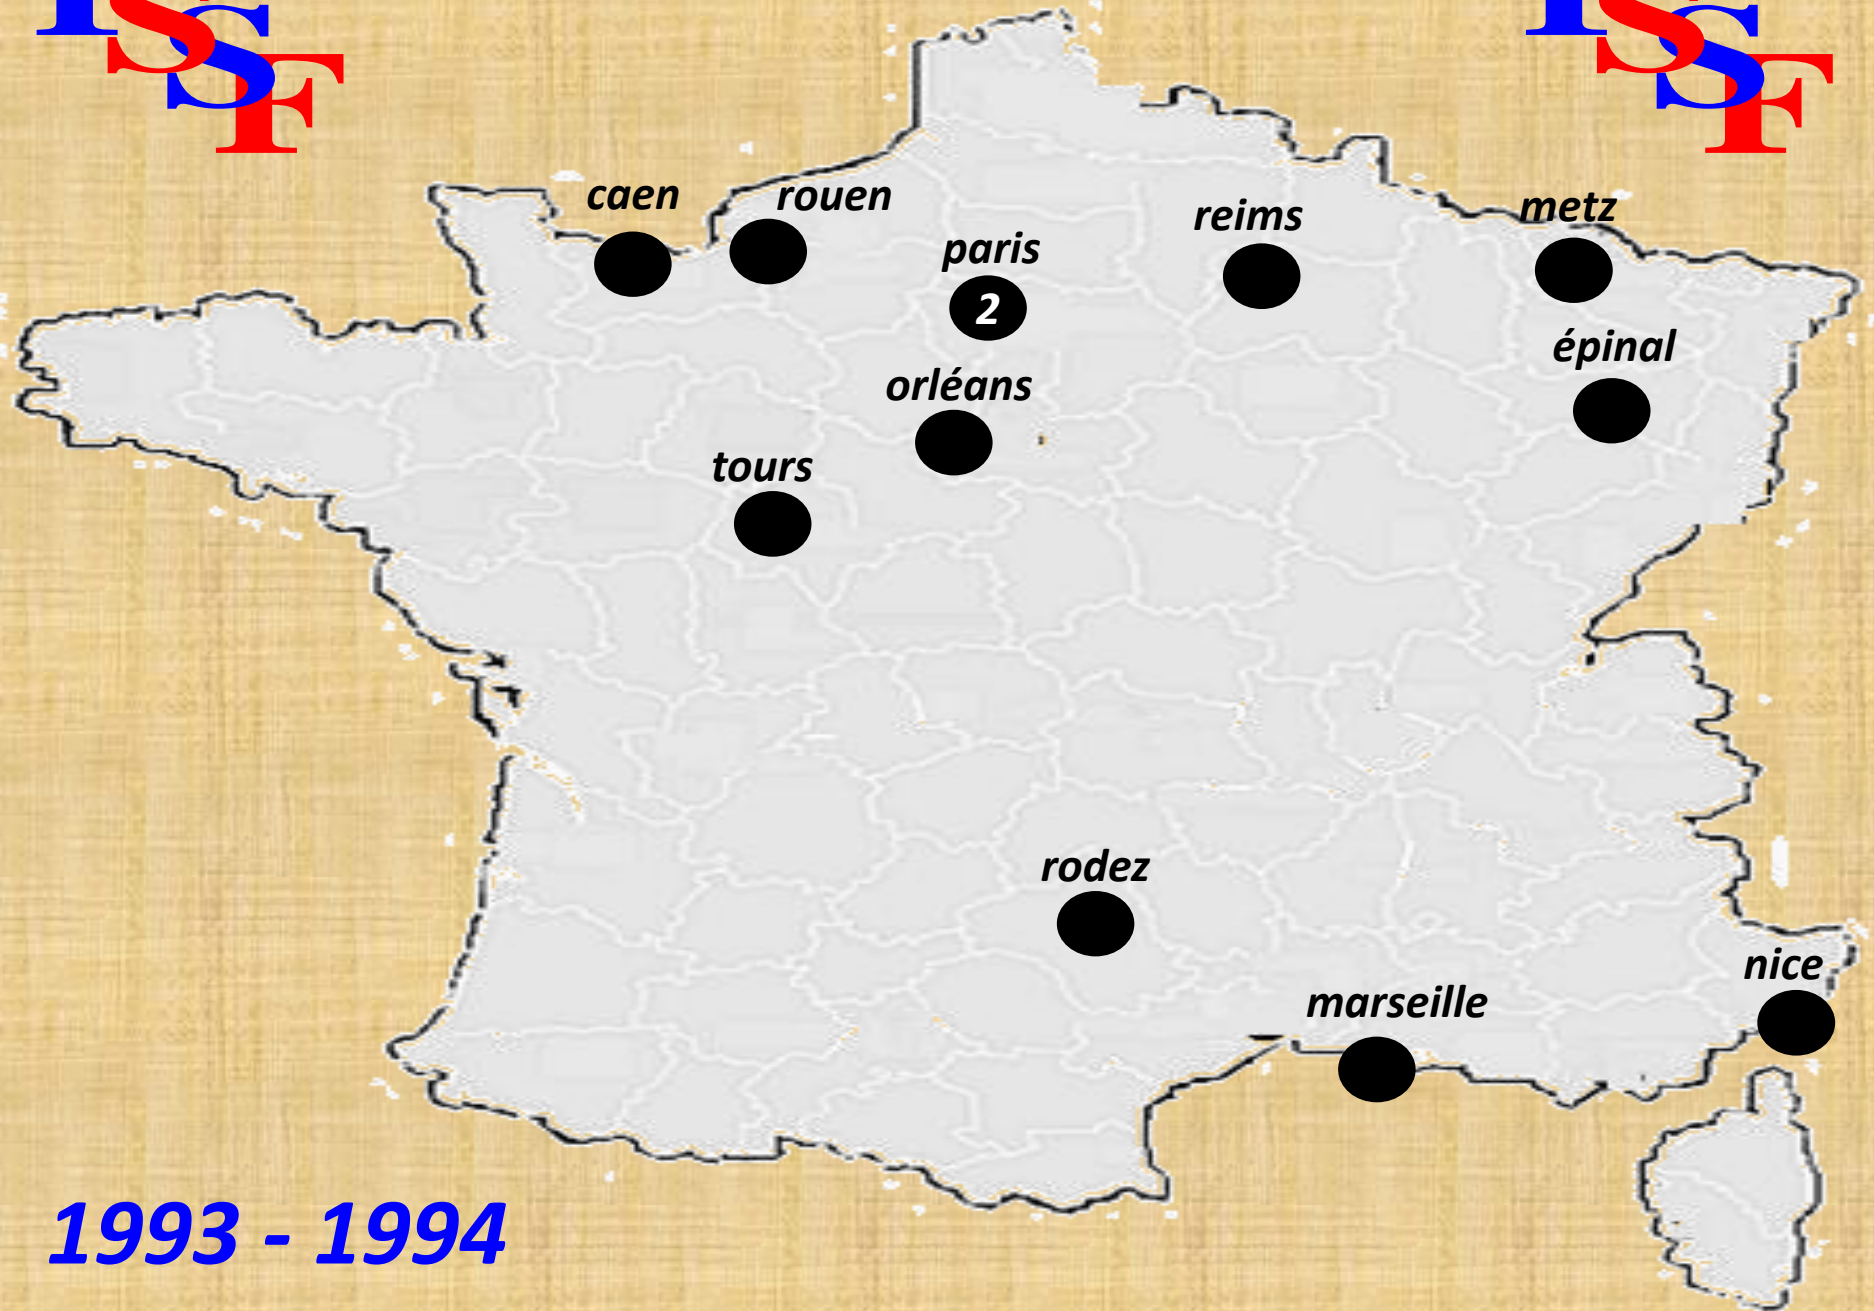 ISSF
ISSF
caen
rouen
reims
metz
paris
2
épinal
orléans
tours
rodez
nice
marseille
1993 - 1994